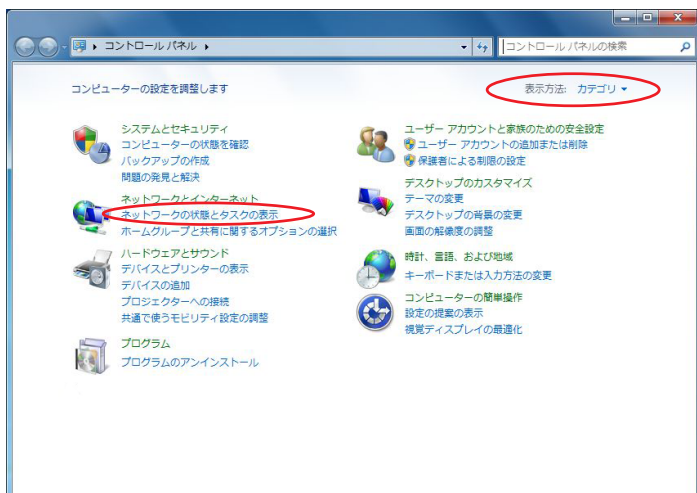 コントロール パネル
コントロール パネルの検索
コンピューターの設定を調整します
表示方法: カテゴリ
システムとセキュリティ
コンピューターの状態を確認
バックアップの作成
問題の発見と解決
ネットワークとインターネット
ネットワークの状態とタスクの表示
ホームグループと共有に関するオプションの選択
ハードウェアとサウンド
デバイスとプリンターの表示
デバイスの追加
プロジェクターへの接続
共通で使うモビリティ設定の調整
プログラム
プログラムのアンインストール
ユーザー アカウントと家族のための安全設定
ユーザー アカウントの追加または削除
保護者による制限の設定
デスクトップのカスタマイズ
テーマの変更
デスクトップの背景の変更
画面の解像度の調整
時計、言語、および地域
キーボードまたは入力方法の変更
コンピューターの簡単操作
設定の提案の表示
視覚ディスプレイの最適化